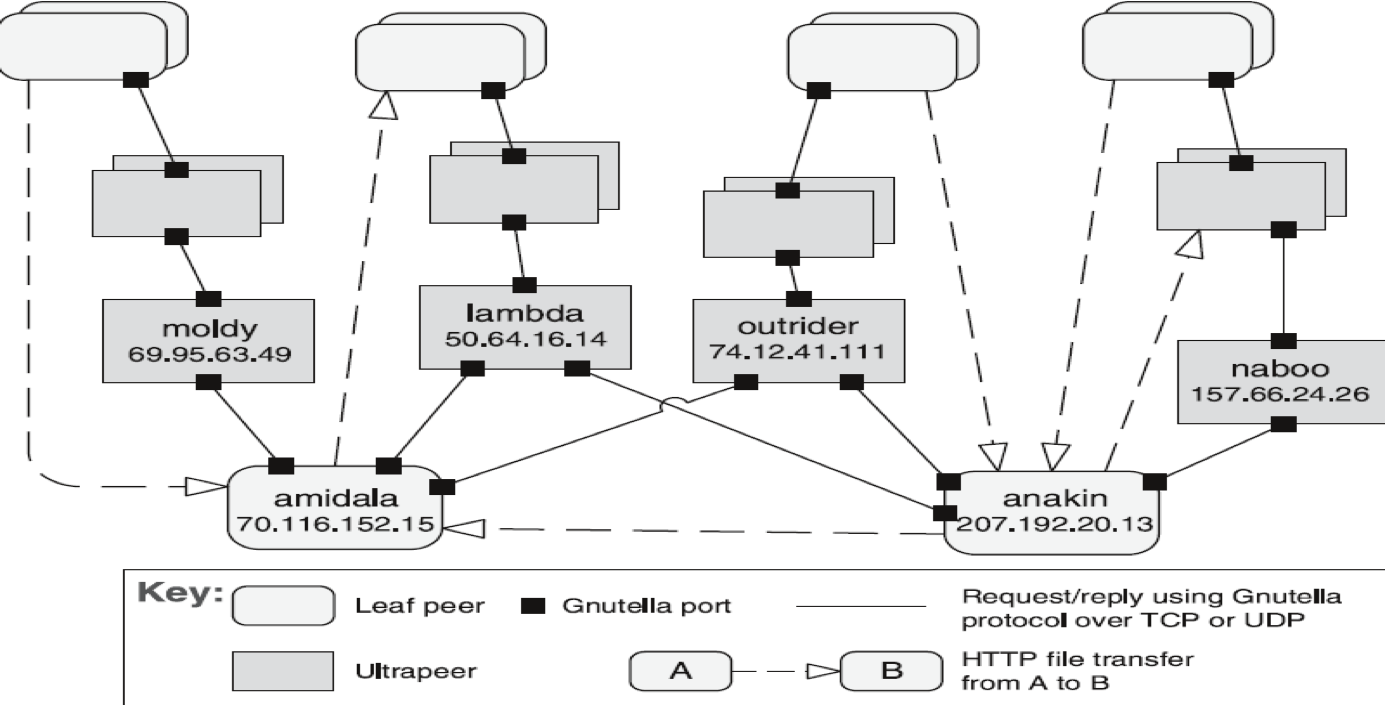 moldy
69.95.63.49
lambda
50.64.16.14
outrider
74.12.41.111
naboo
157.66.24.26
amidala
70.116.152.15
anakin
207.192.20.13
Key:
Leaf peer
Gnutella port
Request/reply using Gnutella
protocol over TCP or UDP
Ultrapeer
A
B
HTTP file transfer
from A to B